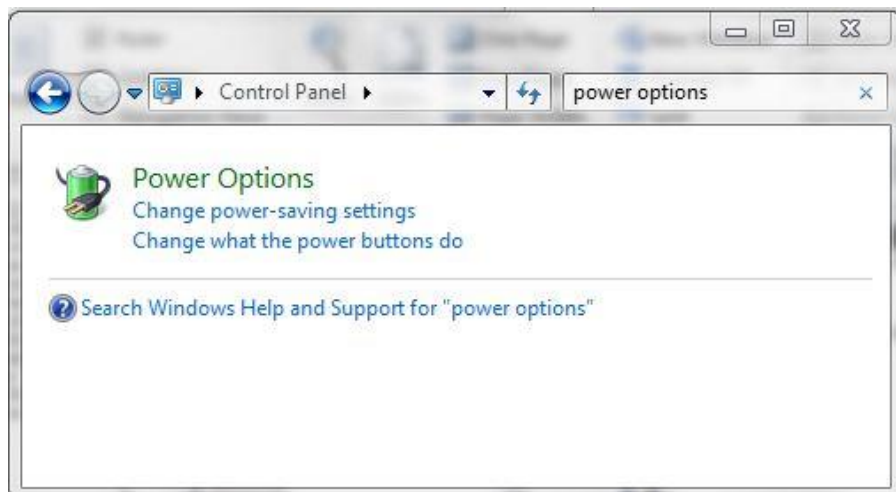 Control Panel
power options
Power Options
Change power-saving settings
Change what the power buttons do
Search Windows Help and Support for "power options"